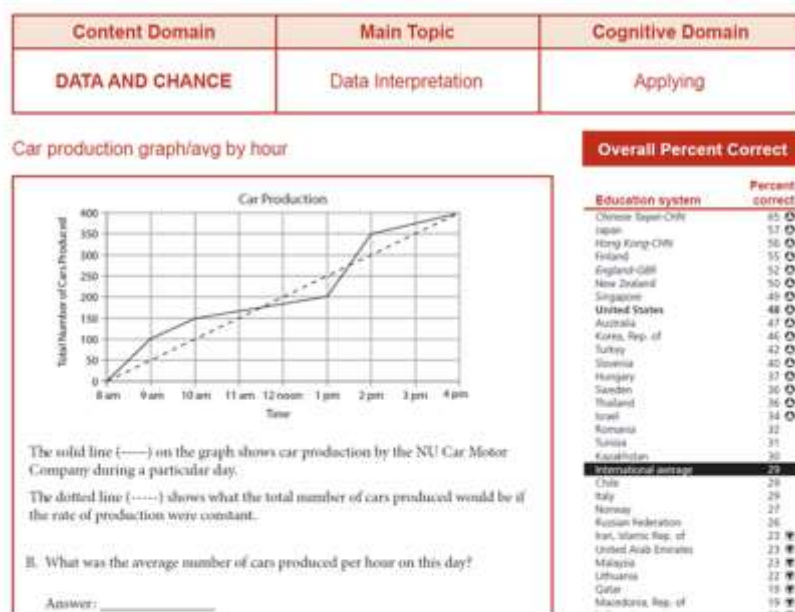 Content Domain
Main Topic
Cognitive Domain
DATA AND CHANCE
Data Interpretation
Applying
Car production graph/avg by hour
Car Production
Total Number of Cars Produced
400
350
300
250
200
150
100
50
0
8 am 9 am 10 am 11 am 12 noon 1 pm 2 pm 3 pm 4 pm
Time
The solid line (-----) on the graph shows car production by the NU Car Motor
Company during a particular day.
The dotted line (-----) shows what the total number of cars produced would be if
the rate of production were constant.
B. What was the average number of cars produced per hour on this day?
Answer:
Overall Percent Correct
Percent
Education system correct
Chinese Taipei-CHN 65
Japan 57
Hong Kong-CHN 56
Finland 55
England-GBR 52
New Zealand 50
Singapore 49
United States 48
Australia 47
Korea, Rep. of 46
Turkey 42
Slovenia 40
Hungary 37
Sweden 36
Thailand 36
Israel 34
Romania 32
Tunisia 31
Kazakhstan 30
International average 29
Chile 29
Italy 29
Norway 27
Russian Federation 26
Iran, Islamic Rep. of 23
United Arab Emirates 23
Malaysia 23
Lithuania 22
Qatar 19
Macedonia, Rep. of 19